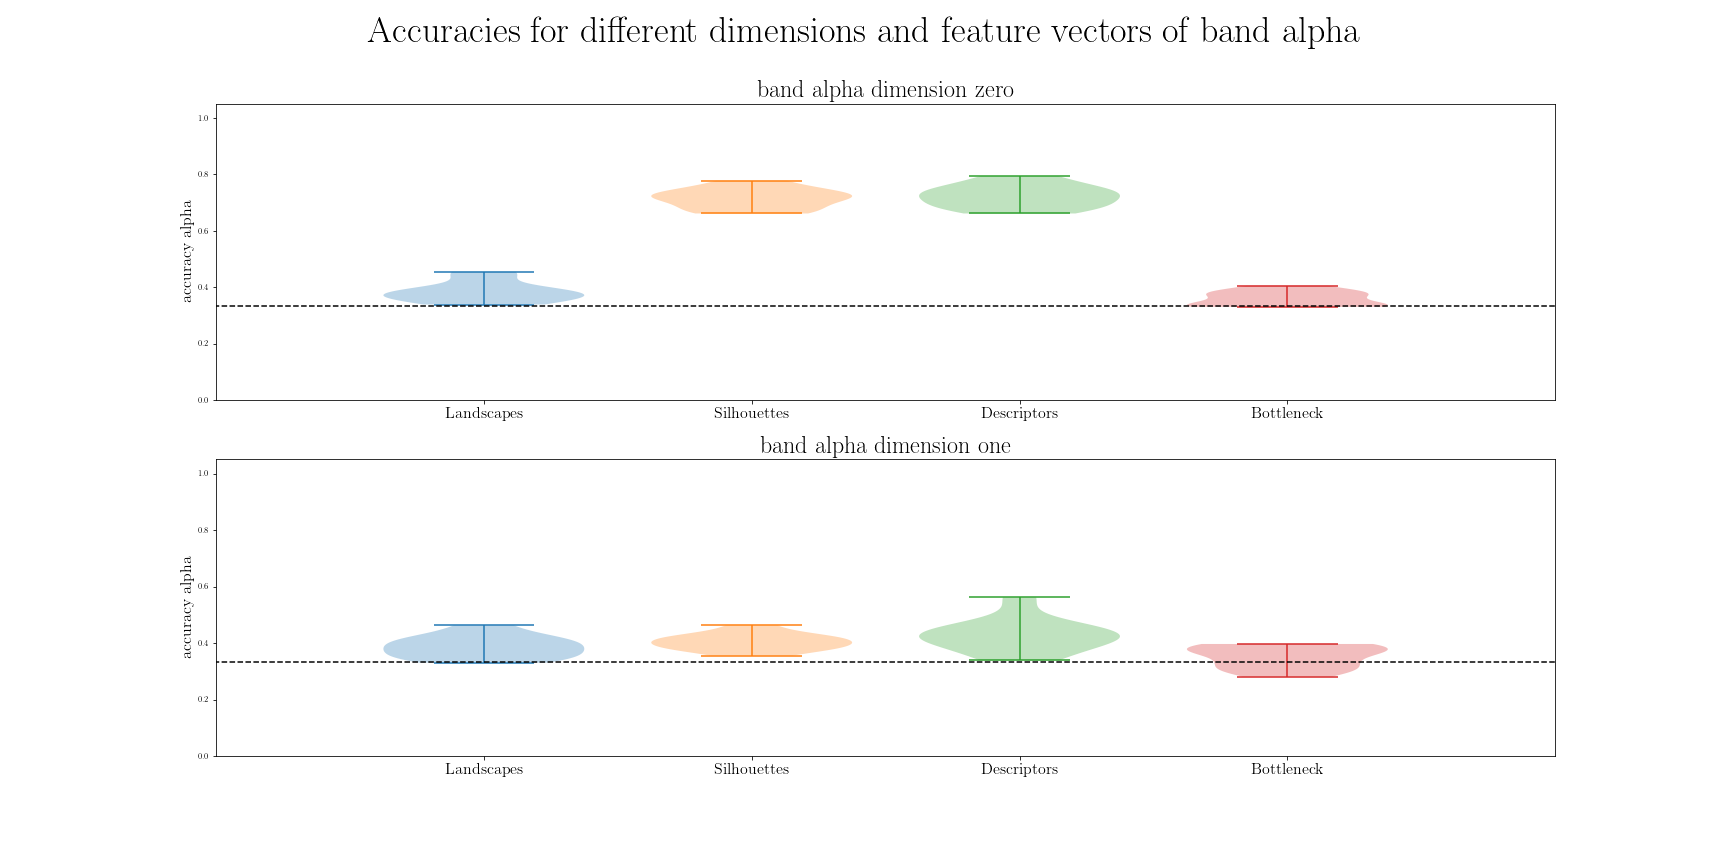 Accuracies for different dimensions and feature vectors of band alpha
band alpha dimension zero
accuracy alpha
1.0
0.8
0.6
0.4
0.2
0.0
Landscapes Silhouettes Descriptors Bottleneck
band alpha dimension one
accuracy alpha
1.0
0.8
0.6
0.4
0.2
0.0
Landscapes Silhouettes Descriptors Bottleneck